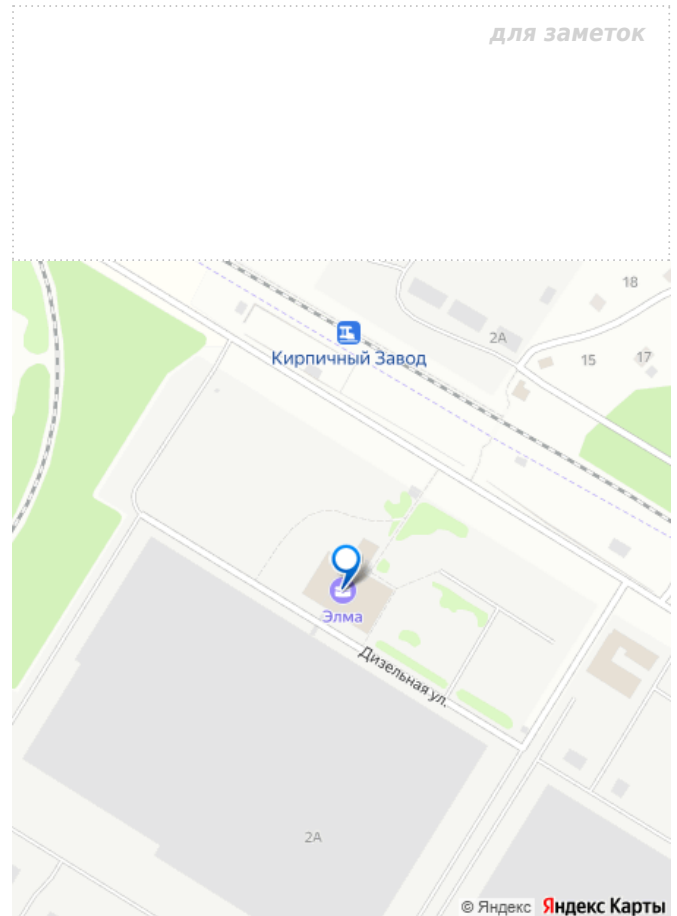 для заметок
18
2А
Кирпичный Завод
15
17
Элма
Дизельная ул.
2А
© Яндекс Яндекс Карты